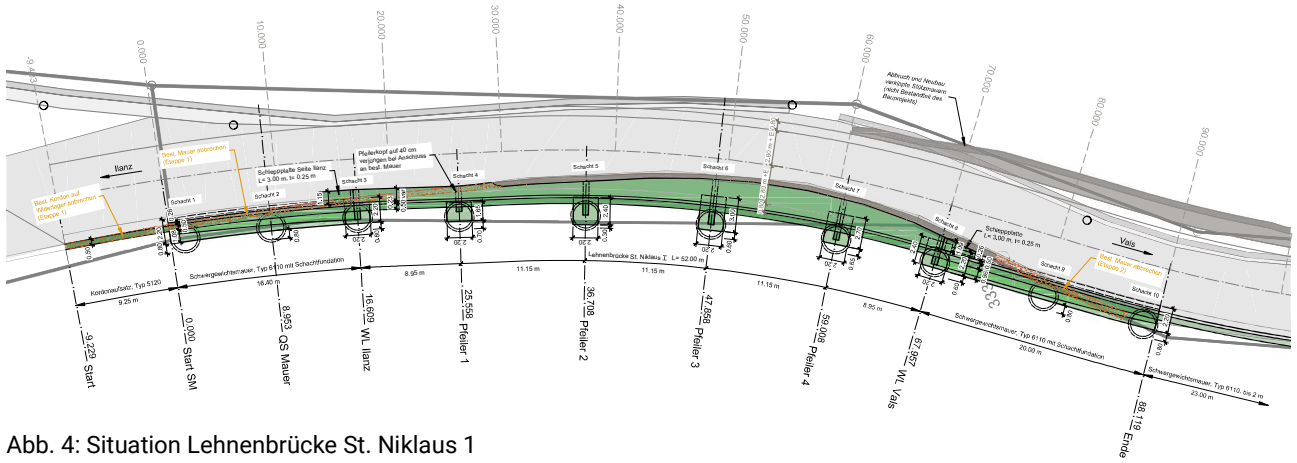 -9.483
0.000
10.000
20.000
30.000
40.000
50.000
60.000
70.000
80.000
90.000
Abbruch und Neubau
verkippte Stützmauern
(nicht Bestandteil des
Bauprojekts)
Ilanz
Best. Kordon auf
Widerlager abbrechen
(Etappe 1)
Best. Mauer abbrechen
(Etappe 1)
Schleppplatte Seite Ilanz
L= 3.00 m, t= 0.25 m
Pfeilerkopf auf 40 cm
verjüngen bei Anschluss
an best. Mauer
Schacht 1
Schacht 2
Schacht 3
Schacht 4
Schacht 5
Schacht 6
Schacht 7
Schacht 8
Schacht 9
Schacht 10
Schleppplatte
L= 3.00 m, t= 0.25 m
Vals
Best. Mauer abbrechen
(Etappe 2)
333
Kordonaufsatz, Typ 5120
9.25 m
Schwergewichtsmauer, Typ 6110 mit Schachtfundation
16.40 m
8.95 m
11.15 m
Lehnenbrücke St. Niklaus 1 L= 52.00 m
11.15 m
11.15 m
8.95 m
Schwergewichtsmauer, Typ 6110 mit Schachtfundation
20.00 m
Schwergewichtsmauer, Typ 6110, bis 2 m
23.00 m
-9.229 Start
0.000 Start SM
8.953 QS Mauer
16.609 WL Ilanz
25.558 Pfeiler 1
36.708 Pfeiler 2
47.858 Pfeiler 3
59.008 Pfeiler 4
67.957 WL Vals
88.119 Ende
Abb. 4: Situation Lehnenbrücke St. Niklaus 1